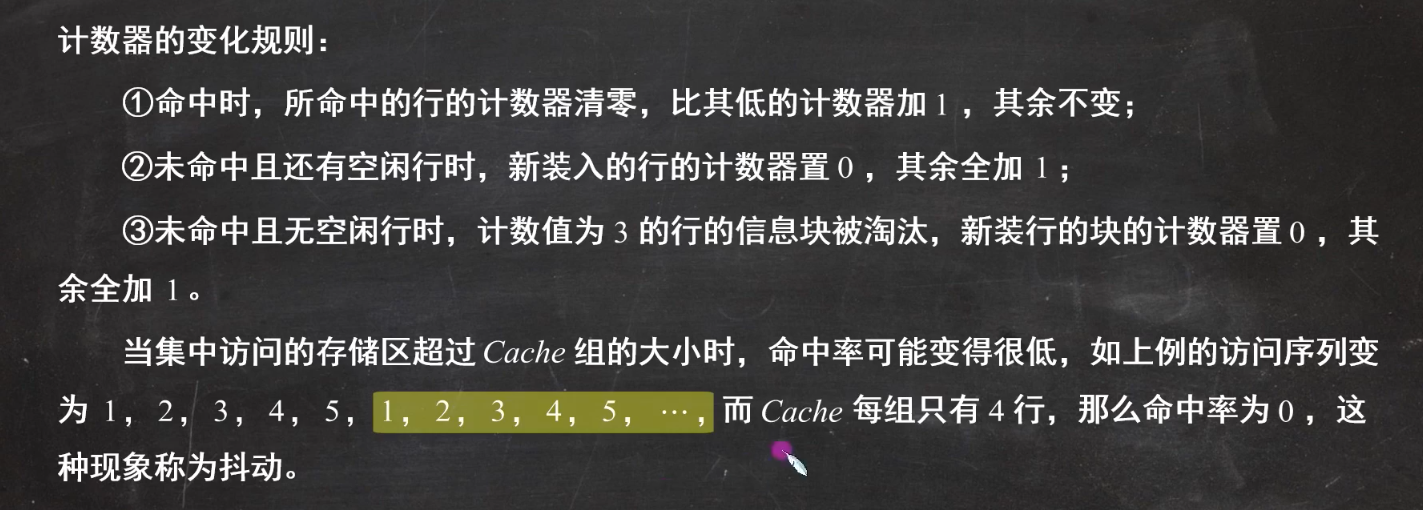 计数器的变化规则：
①命中时，所命中的行的计数器清零，比其低的计数器加 1 ，其余不变；
②未命中且还有空闲行时，新装入的行的计数器置 0 ，其余全加 1 ；
③未命中且无空闲行时，计数值为 3 的行的信息块被淘汰，新装行的块的计数器置 0 ，其
余全加 1 。
当集中访问的存储区超过 Cache 组的大小时，命中率可能变得很低，如上例的访问序列变
为 1，2，3，4，5，1，2，3，4，5，…，而 Cache 每组只有 4 行，那么命中率为 0 ，这
种现象称为抖动。